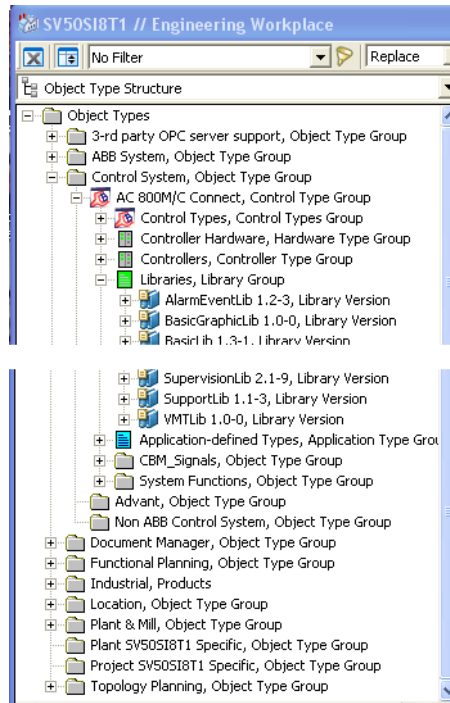 SV50SI8T1 // Engineering Workplace
No Filter Replace
Object Type Structure
Object Types
3-rd party OPC server support, Object Type Group
ABB System, Object Type Group
Control System, Object Type Group
AC 800M/C Connect, Control Type Group
Control Types, Control Types Group
Controller Hardware, Hardware Type Group
Controllers, Controller Type Group
Libraries, Library Group
AlarmEventLib 1.2-3, Library Version
BasicGraphicLib 1.0-0, Library Version
BasicLib 1.3-1, Library Version
SupervisionLib 2.1-9, Library Version
SupportLib 1.1-3, Library Version
VMTLib 1.0-0, Library Version
Application-defined Types, Application Type Grou
CBM_Signals, Object Type Group
System Functions, Object Type Group
Advant, Object Type Group
Non ABB Control System, Object Type Group
Document Manager, Object Type Group
Functional Planning, Object Type Group
Industrial, Products
Location, Object Type Group
Plant & Mill, Object Type Group
Plant SV50SI8T1 Specific, Object Type Group
Project SV50SI8T1 Specific, Object Type Group
Topology Planning, Object Type Group